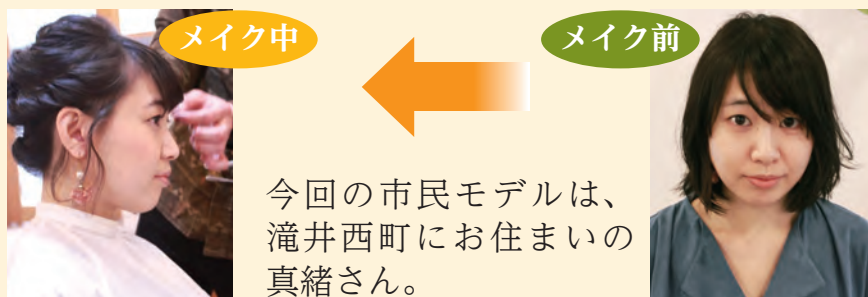 メイク中
メイク前
今回の市民モデルは、
滝井西町にお住まいの
真緒さん。